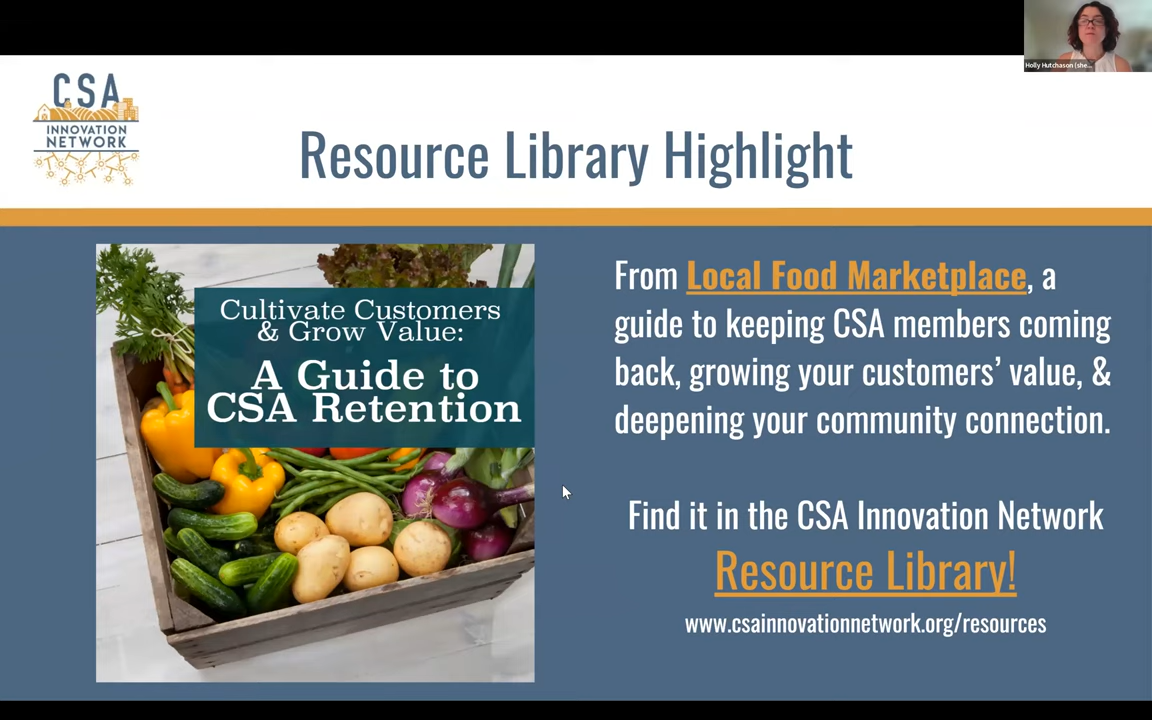 Holly Hutchason (she...
CSA
INNOVATION
NETWORK
Resource Library Highlight
Cultivate Customers
& Grow Value:
A Guide to
CSA Retention
From Local Food Marketplace, a
guide to keeping CSA members coming
back, growing your customers’ value, &
deepening your community connection.
Find it in the CSA Innovation Network
Resource Library!
www.csainnovationnetwork.org/resources